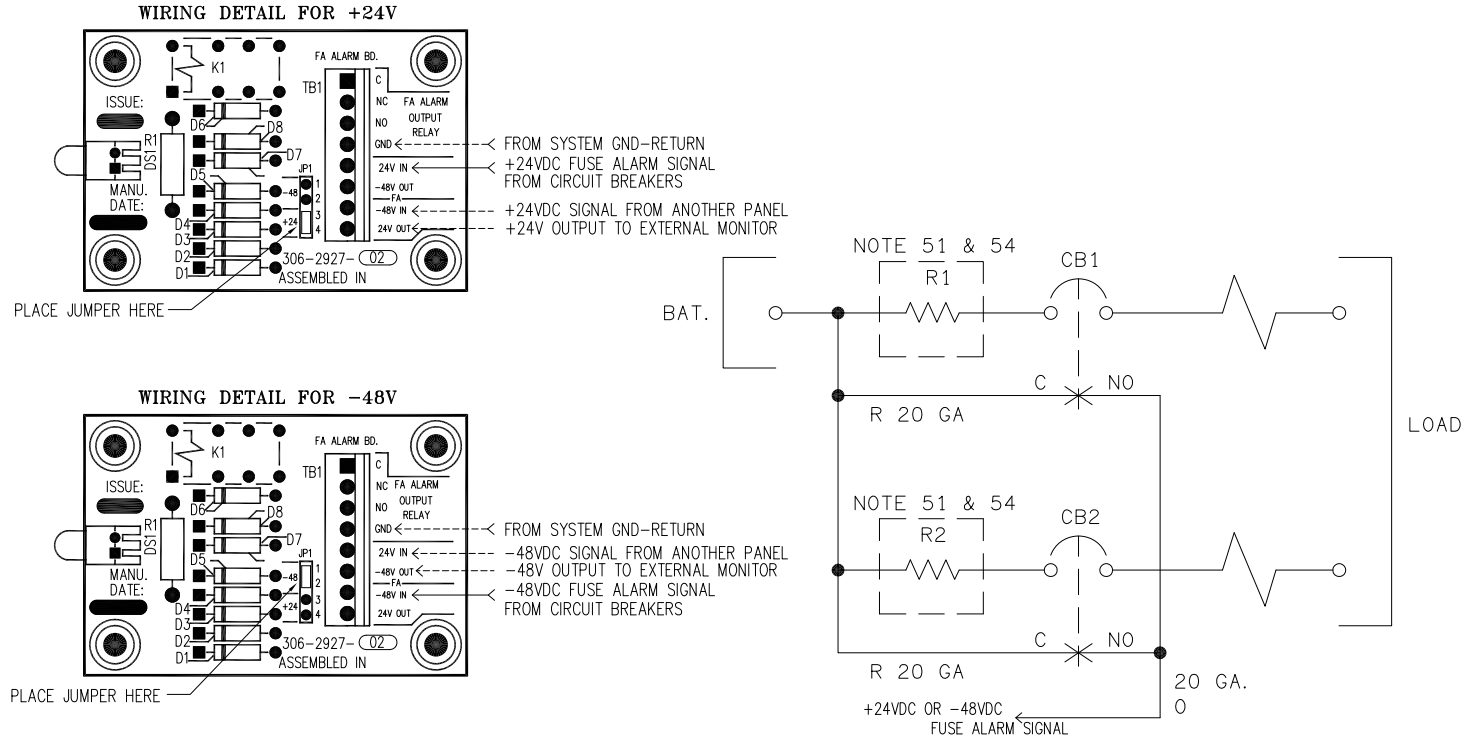 WIRING DETAIL FOR +24V
FA ALARM BD.
K1
TB1
C
NC
FA ALARM
OUTPUT
RELAY
NO
GND
FROM SYSTEM GND-RETURN
24V IN
+24VDC FUSE ALARM SIGNAL
FROM CIRCUIT BREAKERS
-48V OUT
FA
-48V IN
+24VDC SIGNAL FROM ANOTHER PANEL
24V OUT
+24V OUTPUT TO EXTERNAL MONITOR
ISSUE:
D6
D8
R1
DS1
D7
D5
JP1
MANU.
DATE:
-48
1
2
+24
3
4
D4
D3
D2
D1
306-2927- 02
ASSEMBLED IN
PLACE JUMPER HERE
WIRING DETAIL FOR -48V
FA ALARM BD.
K1
TB1
C
NC
FA ALARM
OUTPUT
RELAY
NO
GND
FROM SYSTEM GND-RETURN
24V IN
-48VDC SIGNAL FROM ANOTHER PANEL
-48V OUT
-48V OUTPUT TO EXTERNAL MONITOR
FA
-48V IN
-48VDC FUSE ALARM SIGNAL
FROM CIRCUIT BREAKERS
24V OUT
ISSUE:
D6
D8
R1
DS1
D7
D5
JP1
MANU.
DATE:
-48
1
2
+24
3
4
D4
D3
D2
D1
306-2927- 02
ASSEMBLED IN
PLACE JUMPER HERE
NOTE 51 & 54
R1
CB1
BAT.
C
NO
R 20 GA
LOAD
NOTE 51 & 54
R2
CB2
C
NO
R 20 GA
20 GA.
O
+24VDC OR -48VDC
FUSE ALARM SIGNAL